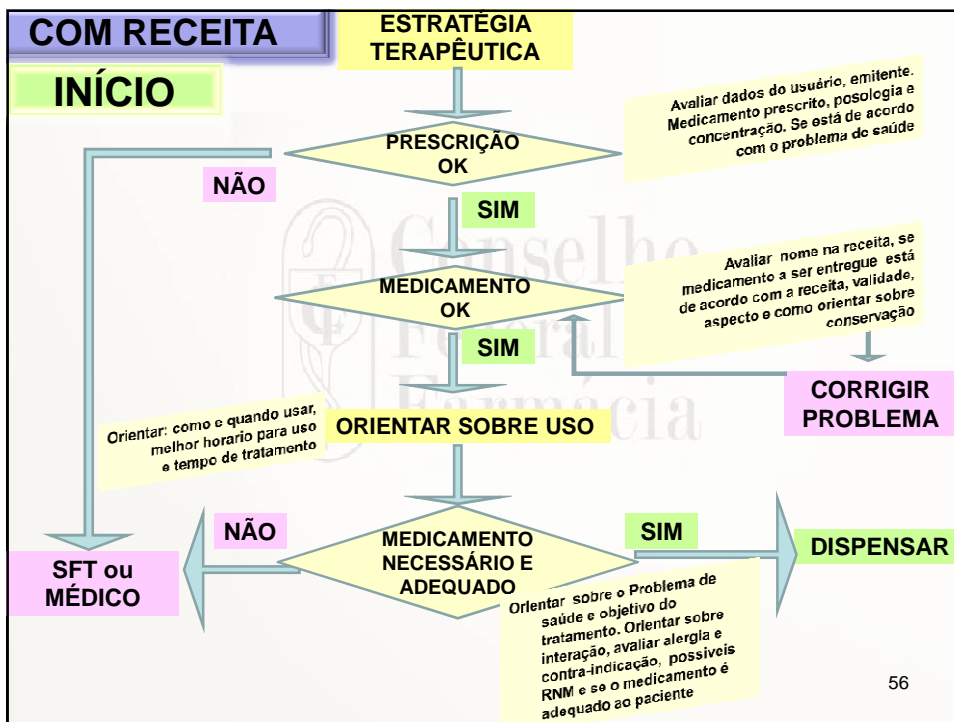 COM RECEITA
INÍCIO
ESTRATÉGIA
TERAPÊUTICA
Avaliar dados do usuário, emitente.
Medicamento prescrito, posologia e
concentração. Se está de acordo
com o problema de saúde
PRESCRIÇÃO
OK
NÃO
SIM
Conselho
Federal
Farmácia
Avaliar nome na receita, se
medicamento a ser entregue está
de acordo com a receita, validade,
aspecto e como orientar sobre
conservação
MEDICAMENTO
OK
SIM
CORRIGIR
PROBLEMA
Orientar: como e quando usar,
melhor horario para uso
e tempo de tratamento
ORIENTAR SOBRE USO
NÃO
MEDICAMENTO
NECESSÁRIO E
ADEQUADO
SIM
DISPENSAR
SFT ou
MÉDICO
Orientar sobre o Problema de
saúde e objetivo do
tratamento. Orientar sobre
interação, avaliar alergia e
contra-indicação, possiveis
RNM e se o medicamento é
adequado ao paciente
56